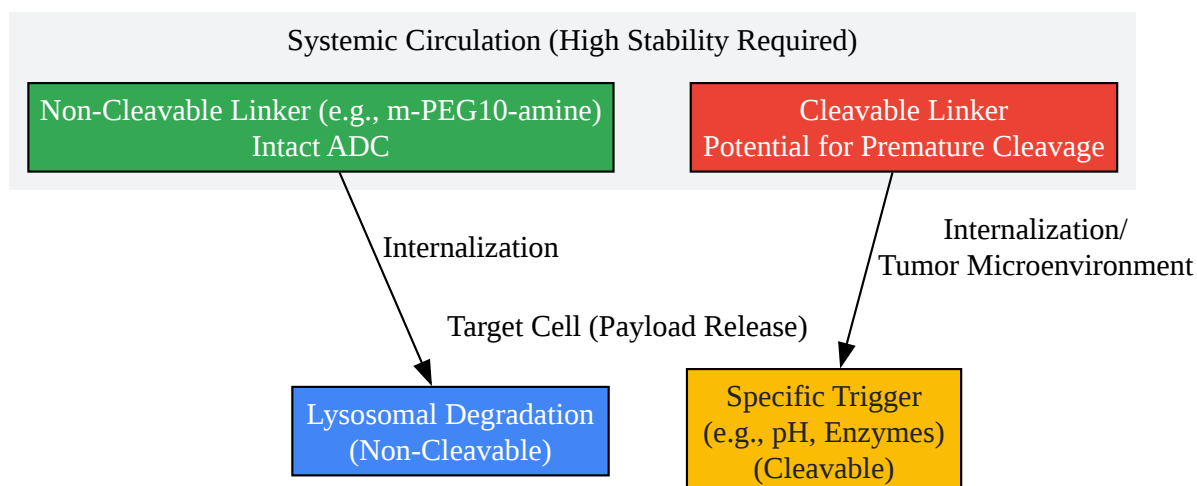 Systemic Circulation (High Stability Required)
Non-Cleavable Linker (e.g., m-PEG10-amine)
Intact ADC
Cleavable Linker
Potential for Premature Cleavage
Internalization
Internalization/
Tumor Microenvironment
Target Cell (Payload Release)
Lysosomal Degradation
(Non-Cleavable)
Specific Trigger
(e.g., pH, Enzymes)
(Cleavable)